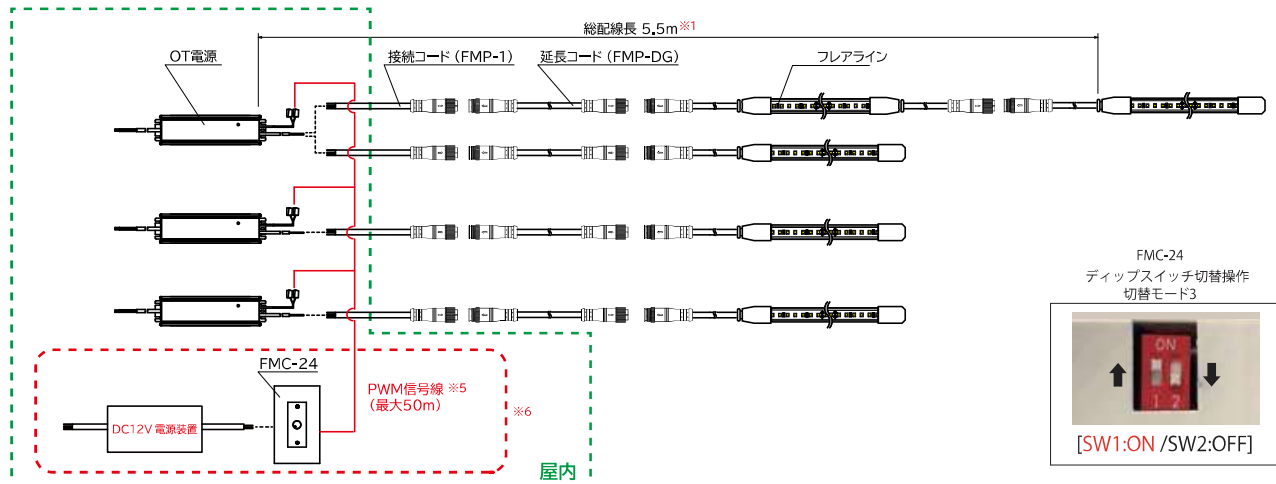 総配線長 5.5m※1
OT電源
接続コード（FMP-1）
延長コード（FMP-DG）
フレアライン
FMC-24
PWM信号線 ※5
（最大50m）
※6
DC12V 電源装置
屋内
FMC-24
ディップスイッチ切替操作
切替モード3
ON
1 2
[SW1:ON /SW2:OFF]